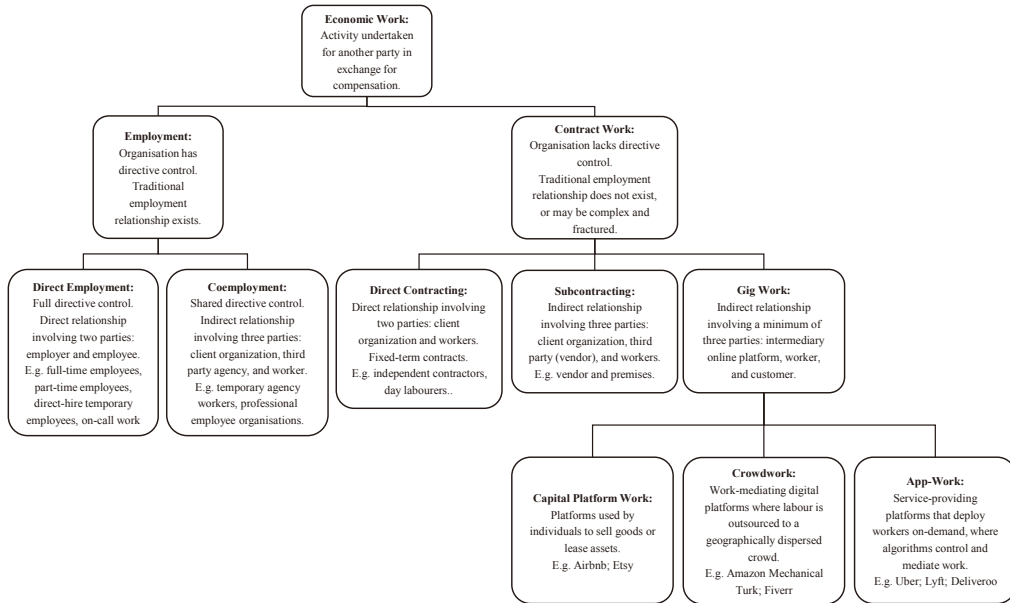 Economic Work:
Activity undertaken
for another party in
exchange for
compensation.
Employment:
Organisation has
directive control.
Traditional
employment
relationship exists.
Contract Work:
Organisation lacks directive
control.
Traditional employment
relationship does not exist,
or may be complex and
fractured.
Direct Employment:
Full directive control.
Direct relationship
involving two parties:
employer and employee.
E.g. full-time employees,
part-time employees,
direct-hire temporary
employees, on-call work
Coemployment:
Shared directive control.
Indirect relationship
involving three parties:
client organization, third
party agency, and worker.
E.g. temporary agency
workers, professional
employee organisations.
Direct Contracting:
Direct relationship involving
two parties: client
organization and workers.
Fixed-term contracts.
E.g. independent contractors,
day labourers..
Subcontracting:
Indirect relationship
involving three parties:
client organization, third
party (vendor), and workers.
E.g. vendor and premises.
Gig Work:
Indirect relationship
involving a minimum of
three parties: intermediary
online platform, worker,
and customer.
Capital Platform Work:
Platforms used by
individuals to sell goods or
lease assets.
E.g. Airbnb; Etsy
Crowdwork:
Work-mediating digital
platforms where labour is
outsourced to a
geographically dispersed
crowd.
E.g. Amazon Mechanical
Turk; Fiverr
App-Work:
Service-providing
platforms that deploy
workers on-demand, where
algorithms control and
mediate work.
E.g. Uber; Lyft; Deliveroo